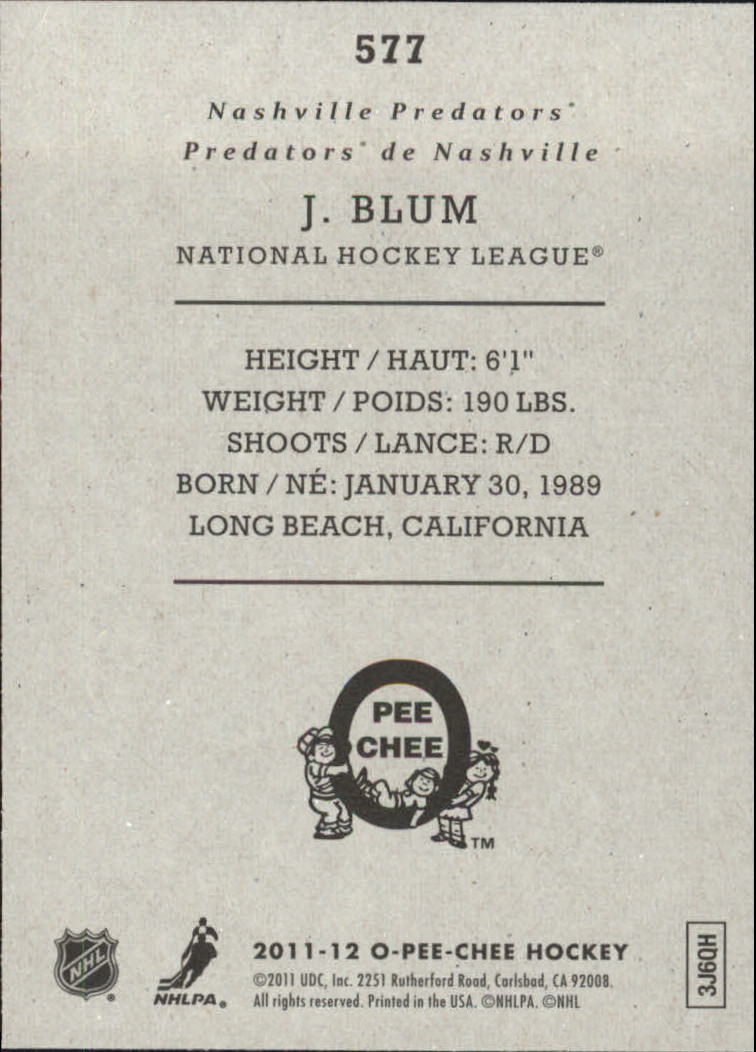 577
Nashville Predators®
Predators® de Nashville
J. BLUM
NATIONAL HOCKEY LEAGUE®
HEIGHT / HAUT: 6'1"
WEIGHT / POIDS: 190 LBS.
SHOOTS / LANCE: R/D
BORN / NÉ: JANUARY 30, 1989
LONG BEACH, CALIFORNIA
O
PEE
CHEE
TM
NHL
®
NHLPA®
2011-12 O-PEE-CHEE HOCKEY
©2011 UDC, Inc. 2251 Rutherford Road, Carlsbad, CA 92008.
All rights reserved. Printed in the USA. ©NHLPA. ©NHL
3J6QH